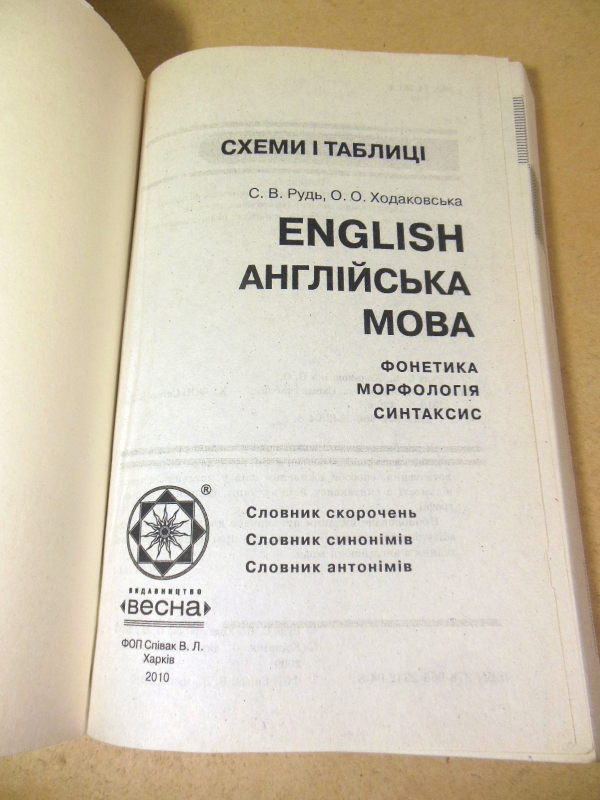 СХЕМИ І ТАБЛИЦІ
С. В. Рудь, О. О. Ходаковська
ENGLISH
АНГЛІЙСЬКА
МОВА
ФОНЕТИКА
МОРФОЛОГІЯ
СИНТАКСИС
®
Словник скорочень
Словник синонімів
Словник антонімів
ВИДАВНИЦТВО
«ВЕСНА»
ФОП Співак В. Л.
Харків
2010